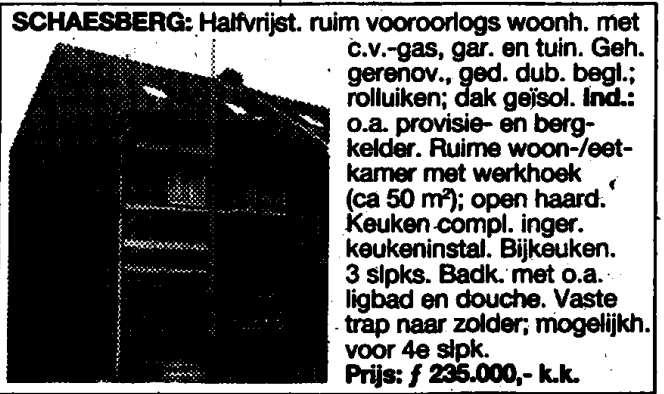 SCHAESBERG: Halfvrijst. ruim vooroorlogs woonh. met
c.v.-gas, gar. en tuin. Geh.
gerenov., ged. dub. begl.;
rolluiken; dak geïsol. Ind.:
o.a. provisie- en berg-
kelder. Ruime woon-/eet-
kamer met werkhoek
(ca 50 m²); open haard.
Keuken compl. inger.
keukeninstal. Bijkeuken.
3 slpks. Badk. met o.a.
ligbad en douche. Vaste
trap naar zolder; mogelijkh.
voor 4e slpk.
Prijs: ƒ 235.000,- k.k.